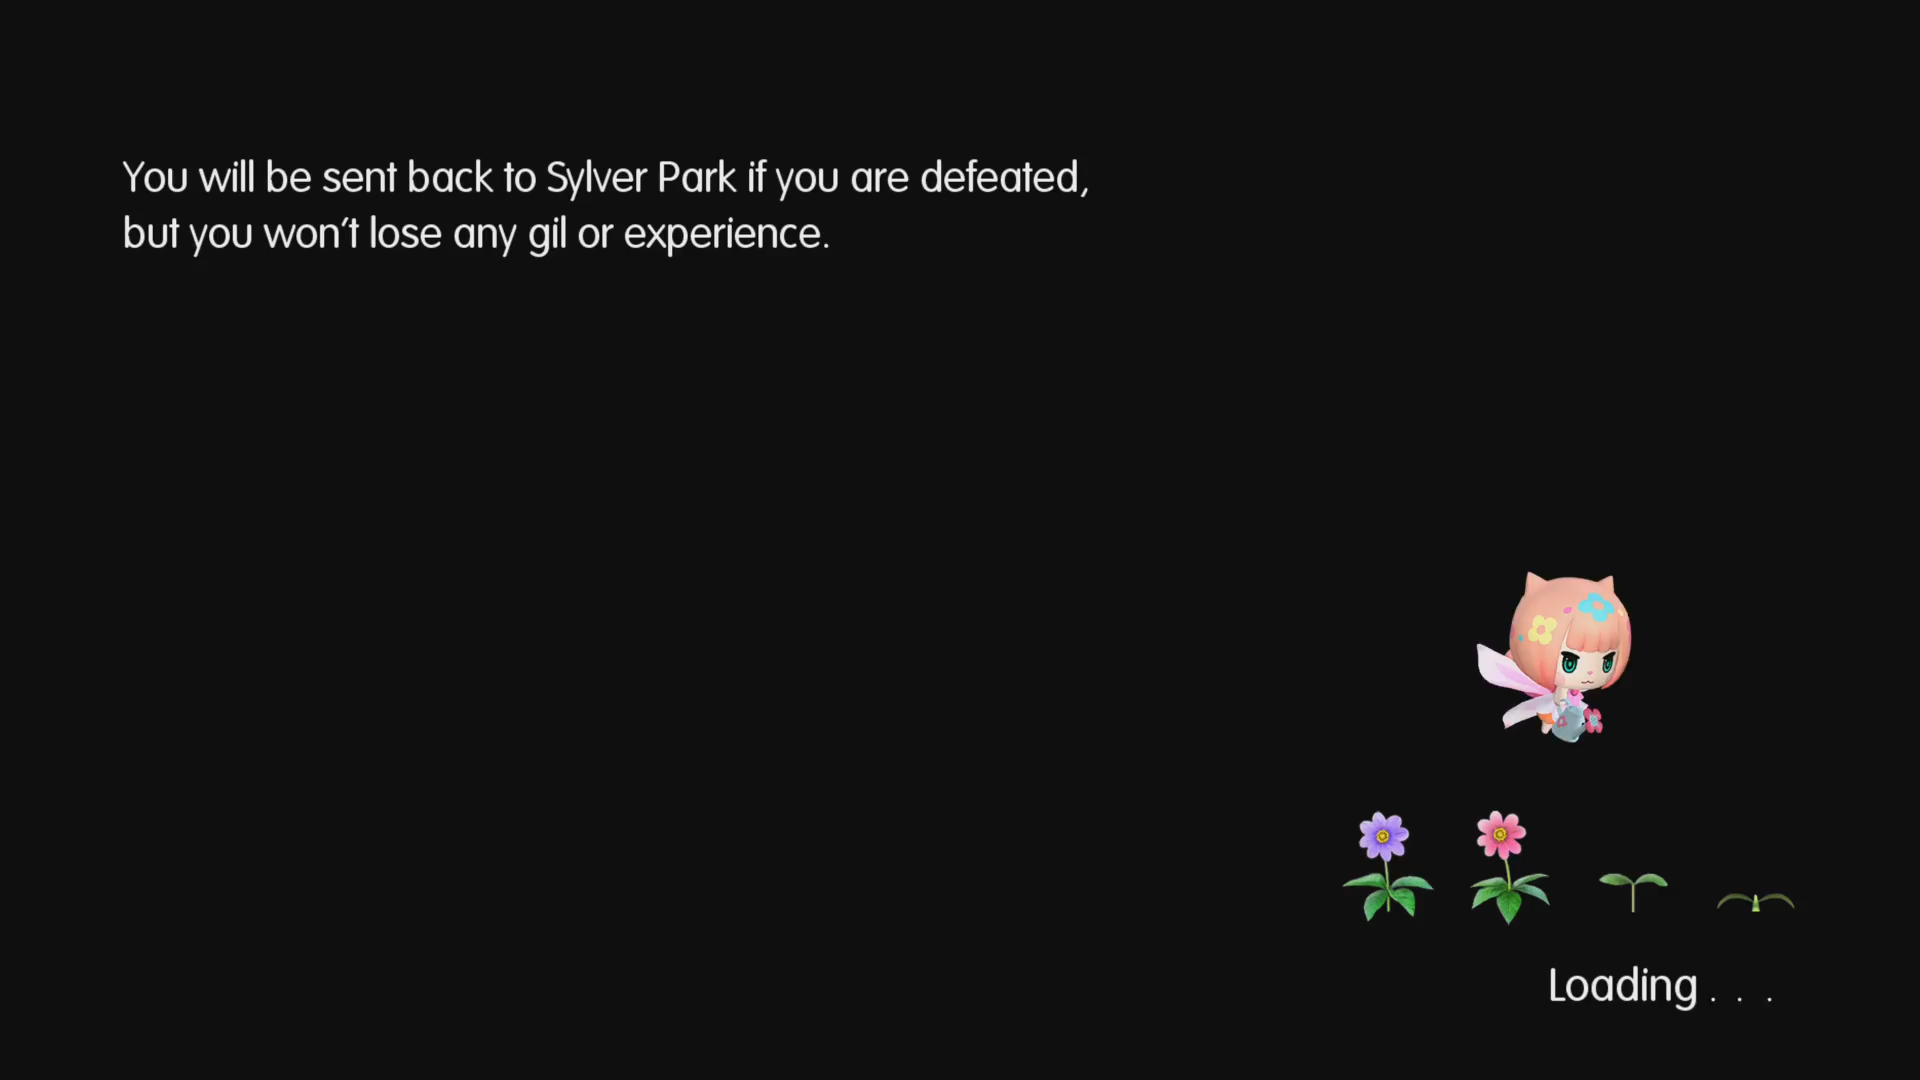 You will be sent back to Sylver Park if you are defeated,
but you won't lose any gil or experience.
Loading . . .